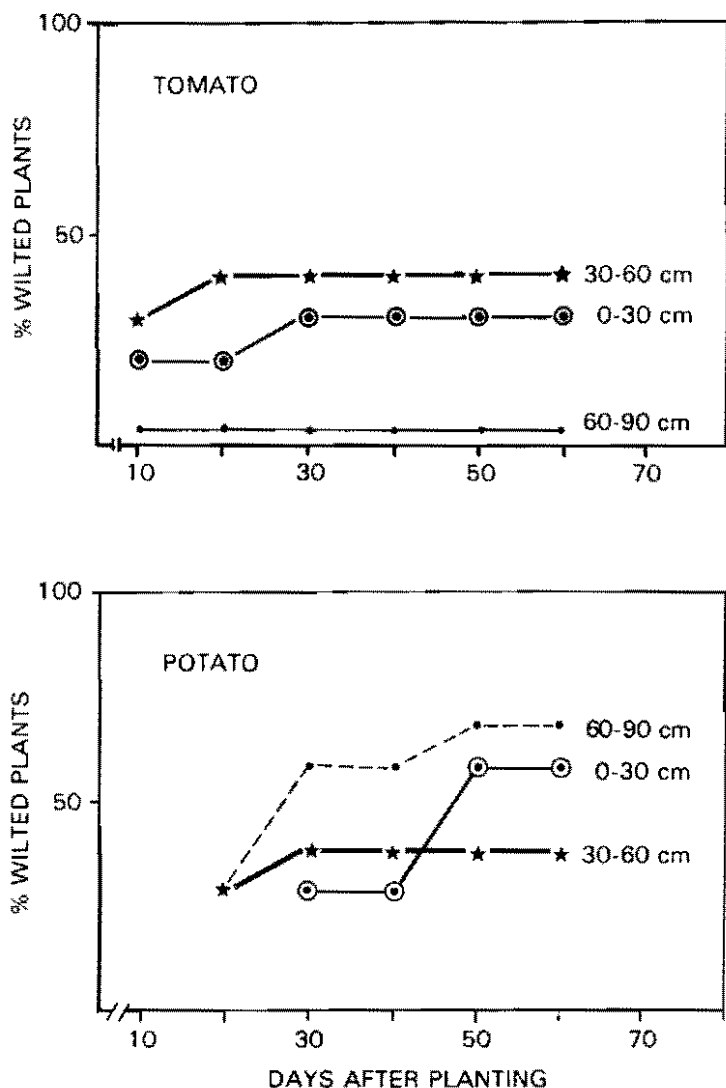 100
TOMATO
50
30-60 cm
0-30 cm
60-90 cm
% WILTED PLANTS
10 30 50 70
100
POTATO
60-90 cm
0-30 cm
50
30-60 cm
% WILTED PLANTS
10 30 50 70
DAYS AFTER PLANTING